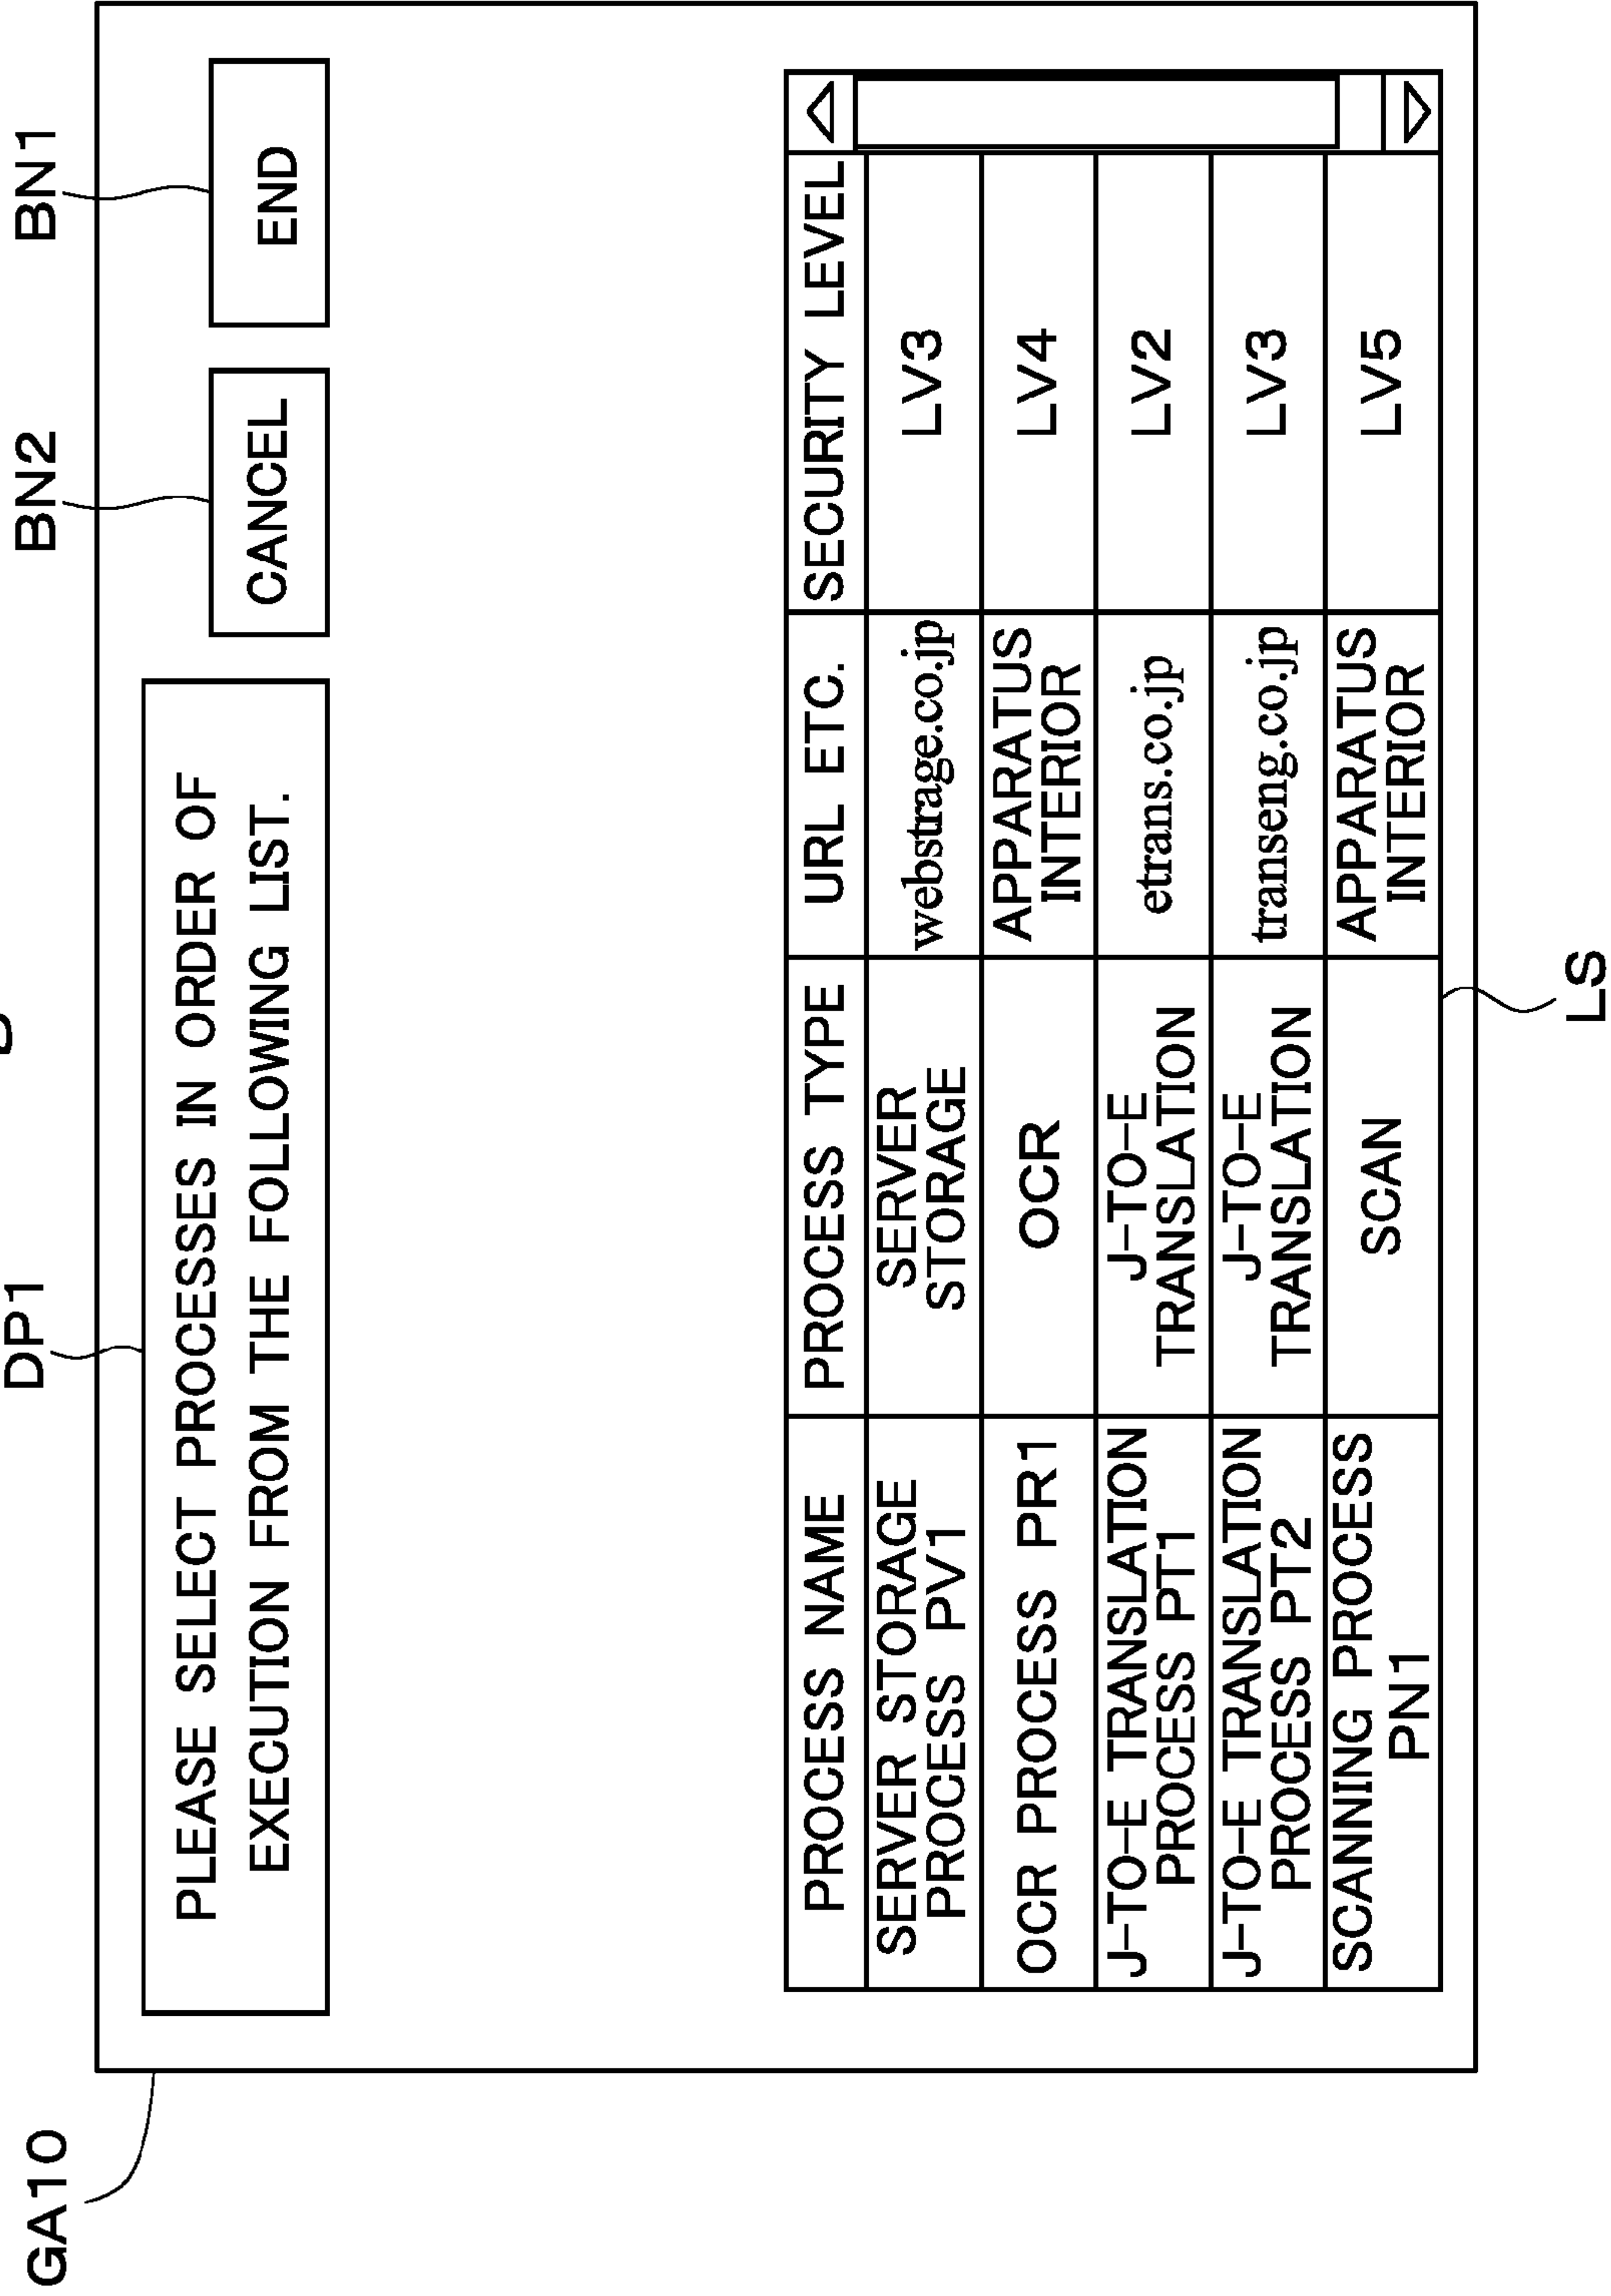 DP1
BN2
BN1
GA10
PLEASE SELECT PROCESSES IN ORDER OF
EXECUTION FROM THE FOLLOWING LIST.
CANCEL
END
PROCESS NAME
PROCESS TYPE
URL ETC.
SECURITY LEVEL
SERVER STORAGE
PROCESS PV1
SERVER
STORAGE
webstrage.co.jp
LV3
OCR PROCESS PR1
OCR
APPARATUS
INTERIOR
LV4
J-TO-E TRANSLATION
PROCESS PT1
J-TO-E
TRANSLATION
etrans.co.jp
LV2
J-TO-E TRANSLATION
PROCESS PT2
J-TO-E
TRANSLATION
transeng.co.jp
LV3
SCANNING PROCESS
PN1
SCAN
APPARATUS
INTERIOR
LV5
LS